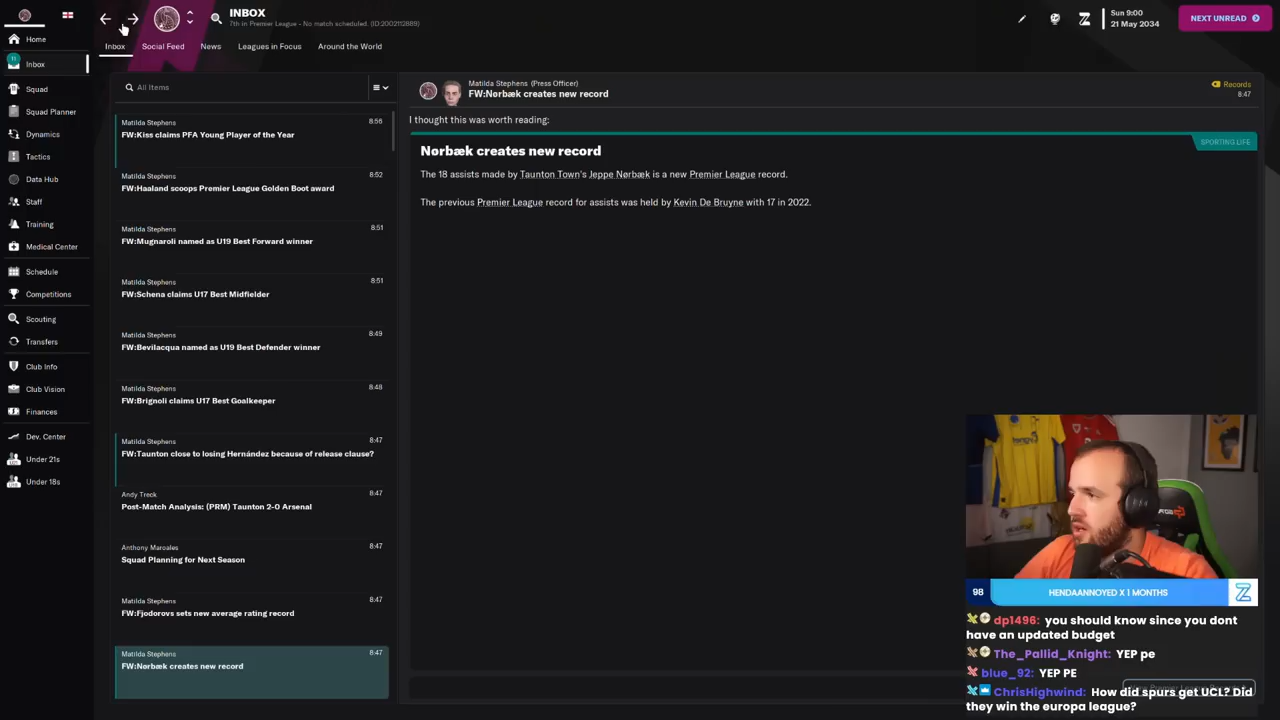 INBOX
7th in Premier League - No match scheduled. (ID:2002112889)
Sun 9:00
21 May 2034
NEXT UNREAD
Inbox
Social Feed
News
Leagues in Focus
Around the World
Home
11
Inbox
Squad
Squad Planner
Dynamics
Tactics
Data Hub
Staff
Training
Medical Center
Schedule
Competitions
Scouting
Transfers
Club Info
Club Vision
Finances
Dev. Center
Under 21s
Under 18s
All Items
Matilda Stephens 8:56
FW:Kiss claims PFA Young Player of the Year
Matilda Stephens 8:52
FW:Haaland scoops Premier League Golden Boot award
Matilda Stephens 8:51
FW:Mugnaroli named as U19 Best Forward winner
Matilda Stephens 8:51
FW:Schena claims U17 Best Midfielder
Matilda Stephens 8:49
FW:Bevilacqua named as U19 Best Defender winner
Matilda Stephens 8:48
FW:Brignoli claims U17 Best Goalkeeper
Matilda Stephens 8:47
FW:Taunton close to losing Hernández because of release clause?
Andy Treck 8:47
Post-Match Analysis: (PRM) Taunton 2-0 Arsenal
Anthony Maroales 8:47
Squad Planning for Next Season
Matilda Stephens 8:47
FW:Fjodorovs sets new average rating record
Matilda Stephens 8:47
FW:Nørbæk creates new record
Matilda Stephens (Press Officer)
FW:Nørbæk creates new record
Records
8:47
I thought this was worth reading:
SPORTING LIFE
Nørbæk creates new record
The 18 assists made by Taunton Town's Jeppe Nørbæk is a new Premier League record.
The previous Premier League record for assists was held by Kevin De Bruyne with 17 in 2022.
98 HENDAANNOYED X 1 MONTHS
dp1496: you should know since you dont
have an updated budget
The_Pallid_Knight: YEP pe
blue_92: YEP PE
ChrisHighwind: How did spurs get UCL? Did
they win the europa league?